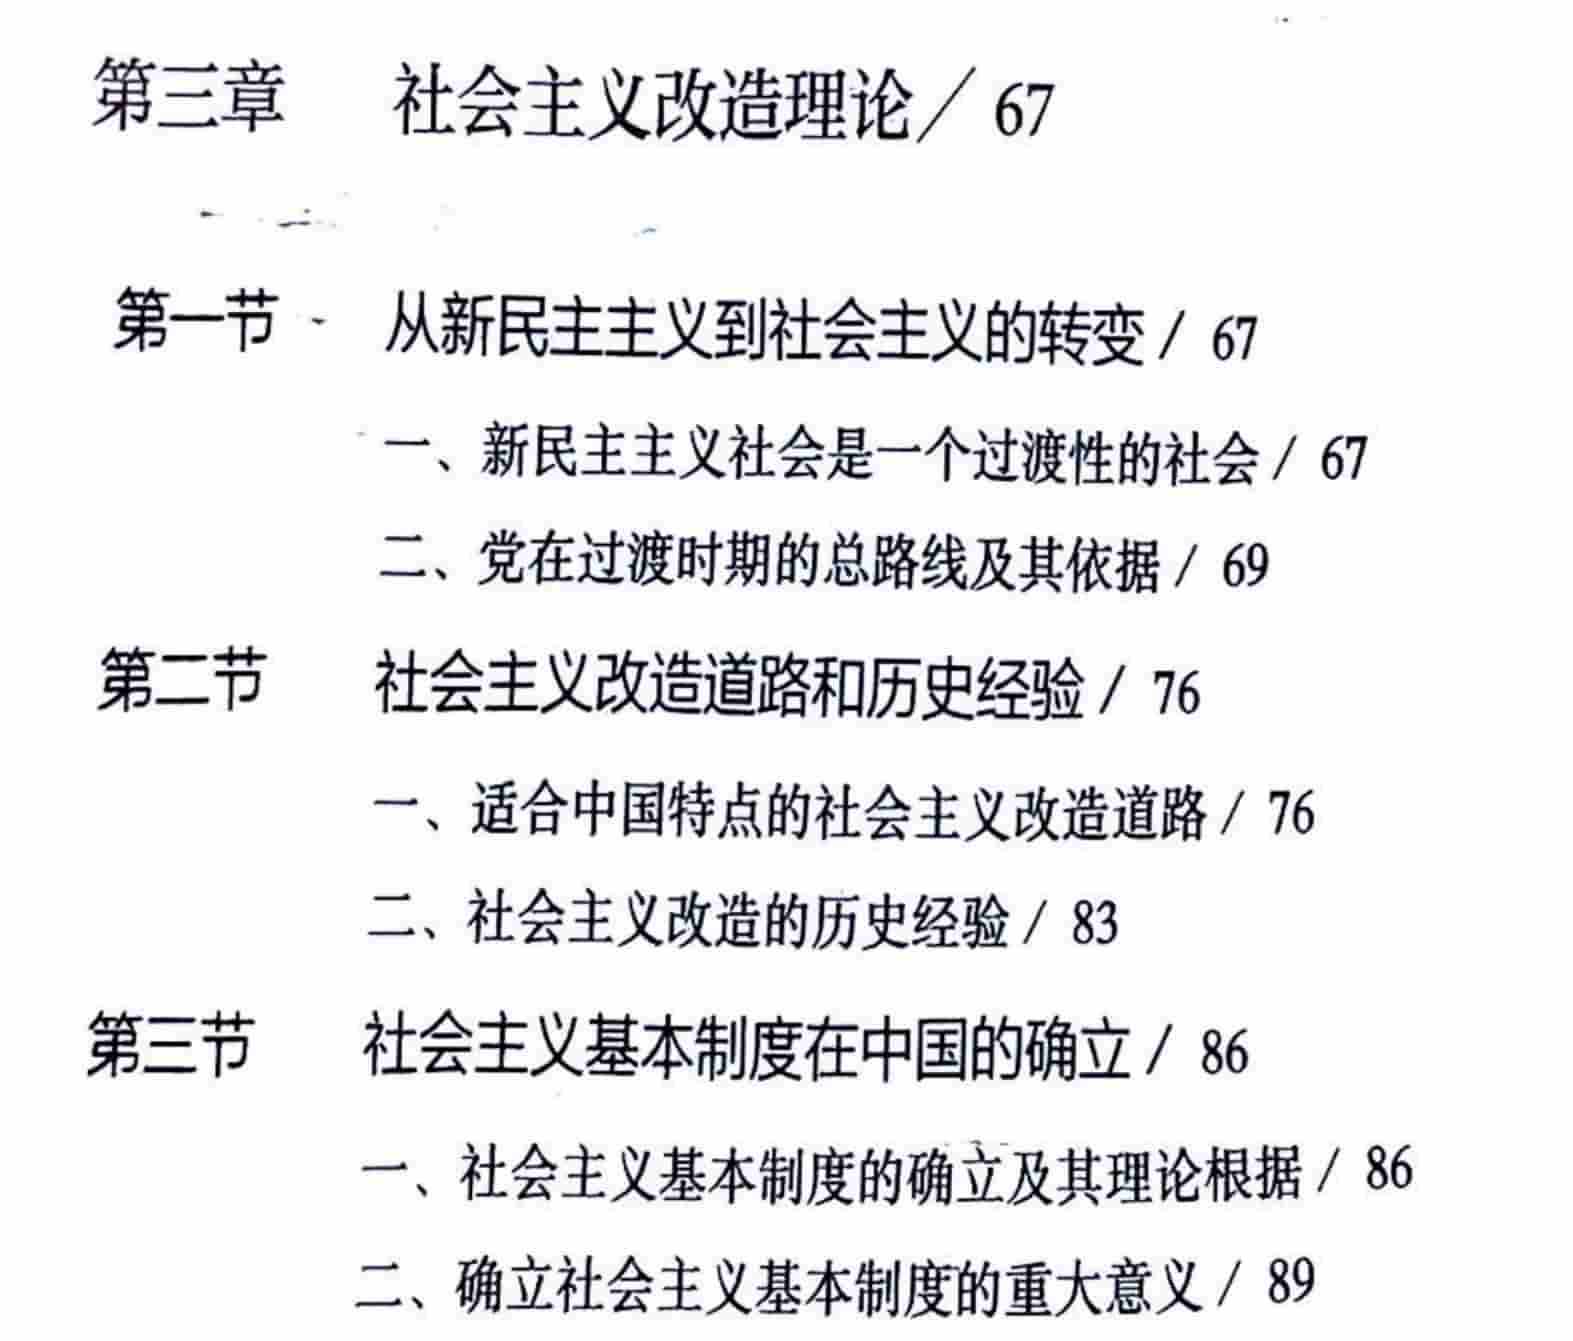 第三章 社会主义改造理论/ 67
第一节 从新民主主义到社会主义的转变/ 67
一、新民主主义社会是一个过渡性的社会/ 67
二、党在过渡时期的总路线及其依据/ 69
第二节 社会主义改造道路和历史经验/ 76
一、适合中国特点的社会主义改造道路/ 76
二、社会主义改造的历史经验/ 83
第三节 社会主义基本制度在中国的确立/ 86
一、社会主义基本制度的确立及其理论根据/ 86
二、确立社会主义基本制度的重大意义/ 89